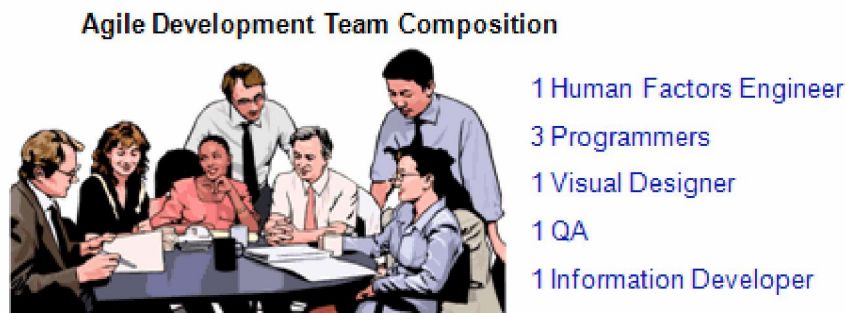 Agile Development Team Composition
1 Human Factors Engineer
3 Programmers
1 Visual Designer
1 QA
1 Information Developer